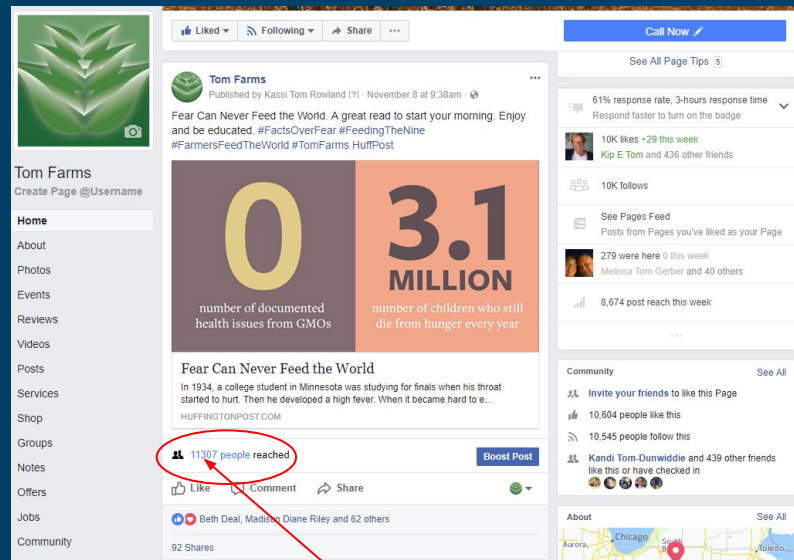 Liked
Following
Share
Call Now
See All Page Tips 5
Tom Farms
Published by Kassi Tom Rowland [?] · November 8 at 9:38am ·
Fear Can Never Feed the World. A great read to start your morning. Enjoy
and be educated. #FactsOverFear #FeedingTheNine
#FarmersFeedTheWorld #TomFarms HuffPost
0
number of documented
health issues from GMOs
3.1
MILLION
number of children who still
die from hunger every year
Fear Can Never Feed the World
In 1934, a college student in Minnesota was studying for finals when his throat
started to hurt. Then he developed a high fever. When it became hard to e...
HUFFINGTONPOST.COM
11307 people reached
Boost Post
Like
Comment
Share
Beth Deal, Madison Diane Riley and 62 others
92 Shares
Tom Farms
Create Page @Username
Home
About
Photos
Events
Reviews
Videos
Posts
Services
Shop
Groups
Notes
Offers
Jobs
Community
61% response rate, 3-hours response time
Respond faster to turn on the badge
10K likes +29 this week
Kip E Tom and 436 other friends
10K follows
See Pages Feed
Posts from Pages you've liked as your Page
279 were here 0 this week
Melissa Tom Gerber and 40 others
8,674 post reach this week
Community
See All
Invite your friends to like this Page
10,604 people like this
10,545 people follow this
Kandi Tom-Dunwiddie and 439 other friends
like this or have checked in
About
See All
Aurora
Chicago
South
Toledo